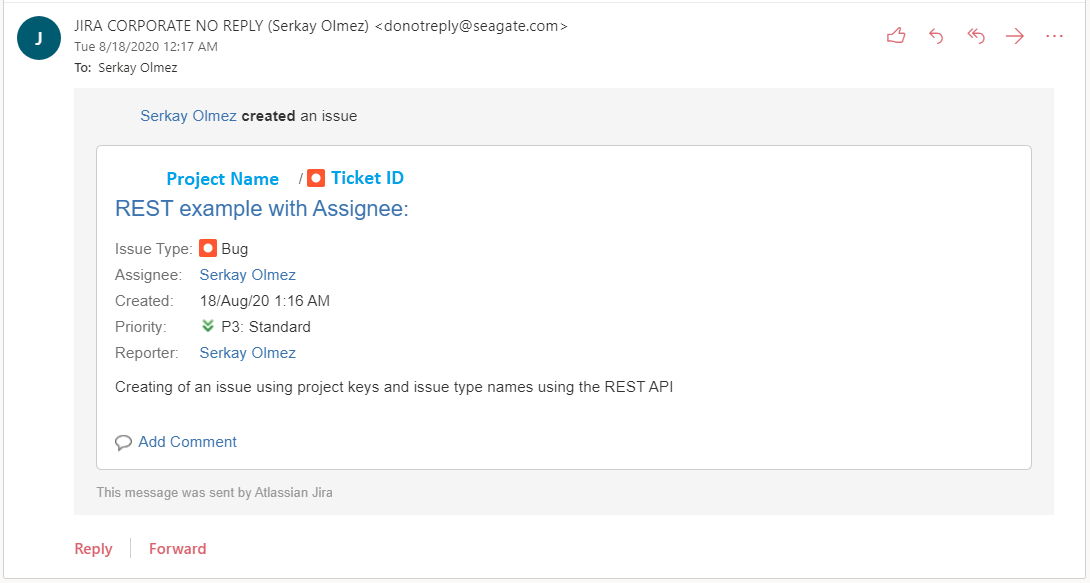 J
JIRA CORPORATE NO REPLY (Serkay Olmez) <donotreply@seagate.com>
Tue 8/18/2020 12:17 AM
To: Serkay Olmez
Serkay Olmez created an issue
Project Name / Ticket ID
REST example with Assignee:
Issue Type: Bug
Assignee: Serkay Olmez
Created: 18/Aug/20 1:16 AM
Priority: P3: Standard
Reporter: Serkay Olmez
Creating of an issue using project keys and issue type names using the REST API
Add Comment
This message was sent by Atlassian Jira
Reply | Forward